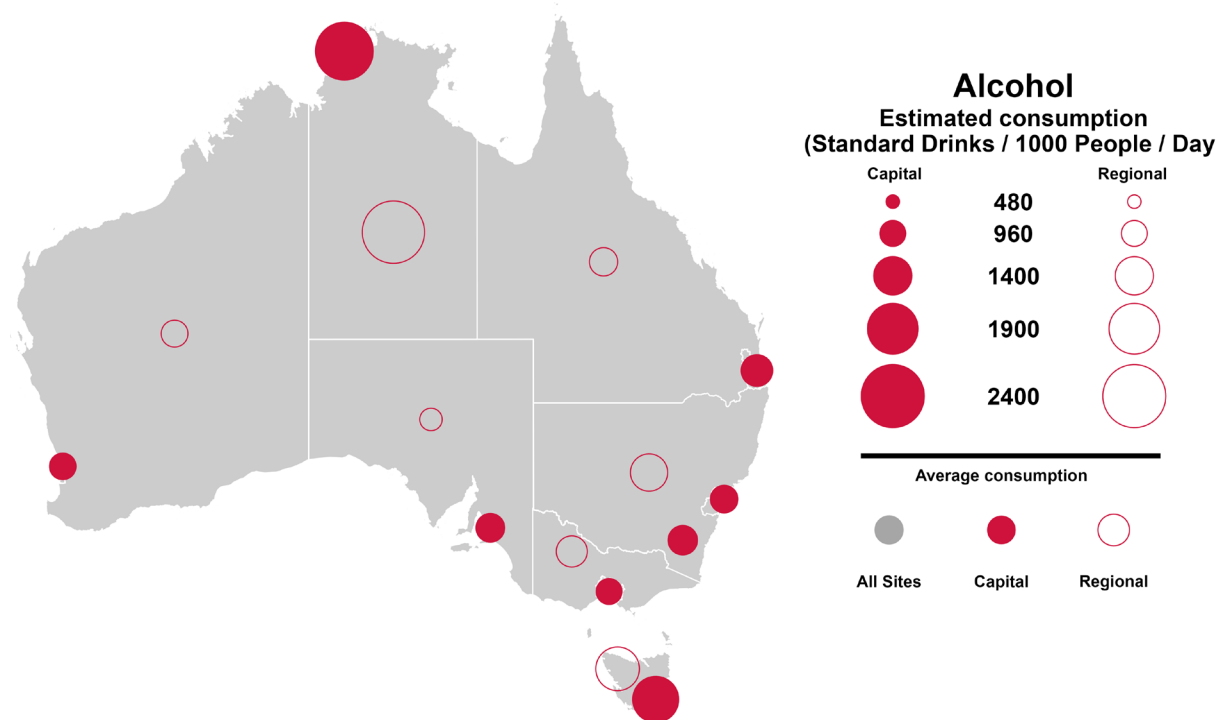 Alcohol
Estimated consumption
(Standard Drinks / 1000 People / Day
Capital Regional
480
960
1400
1900
2400
Average consumption
All Sites Capital Regional